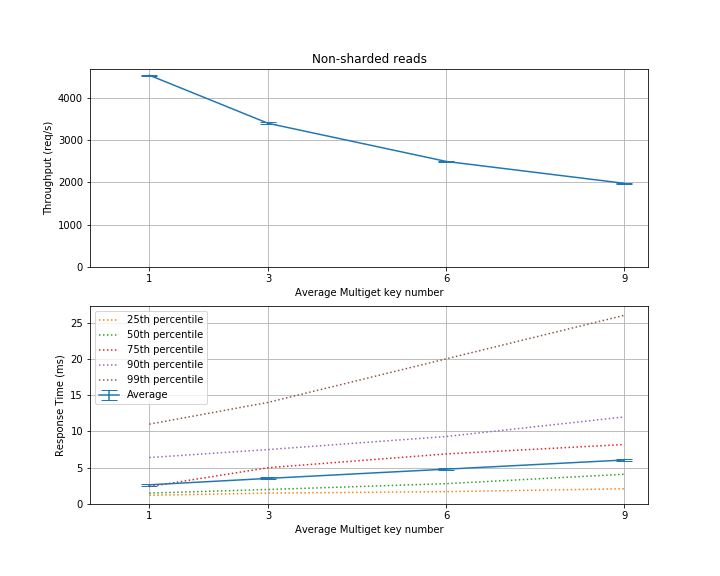 Non-sharded reads
4000
3000
2000
1000
0
Throughput (req/s)
1 3 6 9
Average Multiget key number
25
20
15
10
5
0
Response Time (ms)
25th percentile
50th percentile
75th percentile
90th percentile
99th percentile
Average
1 3 6 9
Average Multiget key number